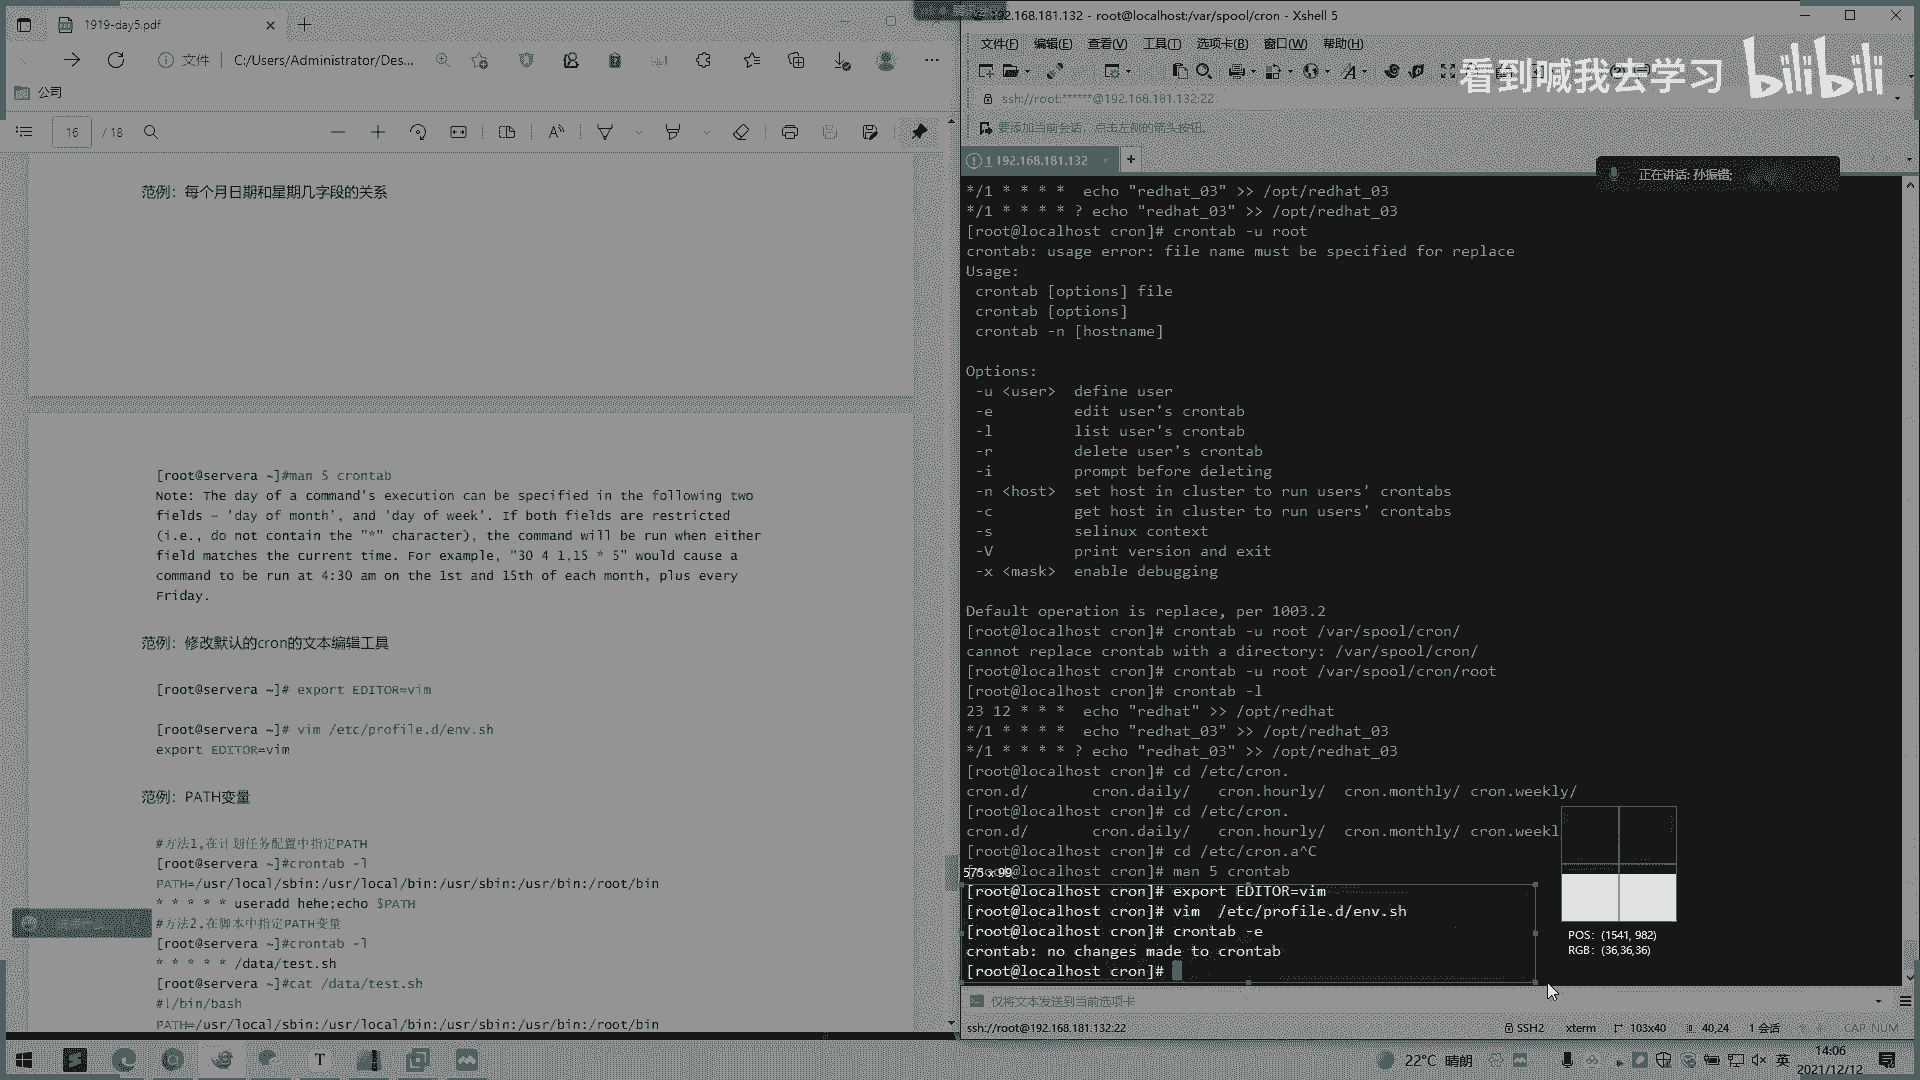 1919-day5.pdf
文件
C:/Users/Administrator/Des...
公司
16 / 18
范例：每个月日期和星期几字段的关系
[root@servera ~]#man 5 crontab
Note: The day of a command's execution can be specified in the following two
fields — 'day of month', and 'day of week'. If both fields are restricted
(i.e., do not contain the "*" character), the command will be run when either
field matches the current time. For example, "30 4 1,15 * 5" would cause a
command to be run at 4:30 am on the 1st and 15th of each month, plus every
Friday.
范例：修改默认的cron的文本编辑工具
[root@servera ~]# export EDITOR=vim
[root@servera ~]# vim /etc/profile.d/env.sh
export EDITOR=vim
范例：PATH变量
#方法1,在计划任务配置中指定PATH
[root@servera ~]#crontab -l
PATH=/usr/local/sbin:/usr/local/bin:/usr/sbin:/usr/bin:/root/bin
* * * * * useradd hehe;echo $PATH
#方法2,在脚本中指定PATH变量
[root@servera ~]#crontab -l
* * * * * /data/test.sh
[root@servera ~]#cat /data/test.sh
#!/bin/bash
PATH=/usr/local/sbin:/usr/local/bin:/usr/sbin:/usr/bin:/root/bin
192.168.181.132 - root@localhost:/var/spool/cron - Xshell 5
文件(F) 编辑(E) 查看(V) 工具(T) 选项卡(B) 窗口(W) 帮助(H)
看到喊我去学习 bilibili
ssh://root:******@192.168.181.132:22
要添加当前会话，点击左侧的箭头按钮。
1 192.168.181.132
正在讲话: 孙振锴;
*/1 * * * *  echo "redhat_03" >> /opt/redhat_03
*/1 * * * * ? echo "redhat_03" >> /opt/redhat_03
[root@localhost cron]# crontab -u root
crontab: usage error: file name must be specified for replace
Usage:
crontab [options] file
crontab [options]
crontab -n [hostname]
Options:
-u <user>  define user
-e         edit user's crontab
-l         list user's crontab
-r         delete user's crontab
-i         prompt before deleting
-n <host>  set host in cluster to run users' crontabs
-c         get host in cluster to run users' crontabs
-s         selinux context
-V         print version and exit
-x <mask>  enable debugging
Default operation is replace, per 1003.2
[root@localhost cron]# crontab -u root /var/spool/cron/
cannot replace crontab with a directory: /var/spool/cron/
[root@localhost cron]# crontab -u root /var/spool/cron/root
[root@localhost cron]# crontab -l
23 12 * * *  echo "redhat" >> /opt/redhat
*/1 * * * *  echo "redhat_03" >> /opt/redhat_03
*/1 * * * * ? echo "redhat_03" >> /opt/redhat_03
[root@localhost cron]# cd /etc/cron.
cron.d/       cron.daily/   cron.hourly/  cron.monthly/ cron.weekly/
[root@localhost cron]# cd /etc/cron.
cron.d/       cron.daily/   cron.hourly/  cron.monthly/ cron.weekl
[root@localhost cron]# cd /etc/cron.a^C
[root@localhost cron]# man 5 crontab
575 x 99
[root@localhost cron]# export EDITOR=vim
[root@localhost cron]# vim  /etc/profile.d/env.sh
[root@localhost cron]# crontab -e
crontab: no changes made to crontab
[root@localhost cron]#
POS: (1541, 982)
RGB: (36,36,36)
仅将文本发送到当前选项卡
ssh://root@192.168.181.132:22
SSH2 xterm 103x40 40,24 1 会话 CAP NUM
22°C 晴朗
英
14:06
2021/12/12